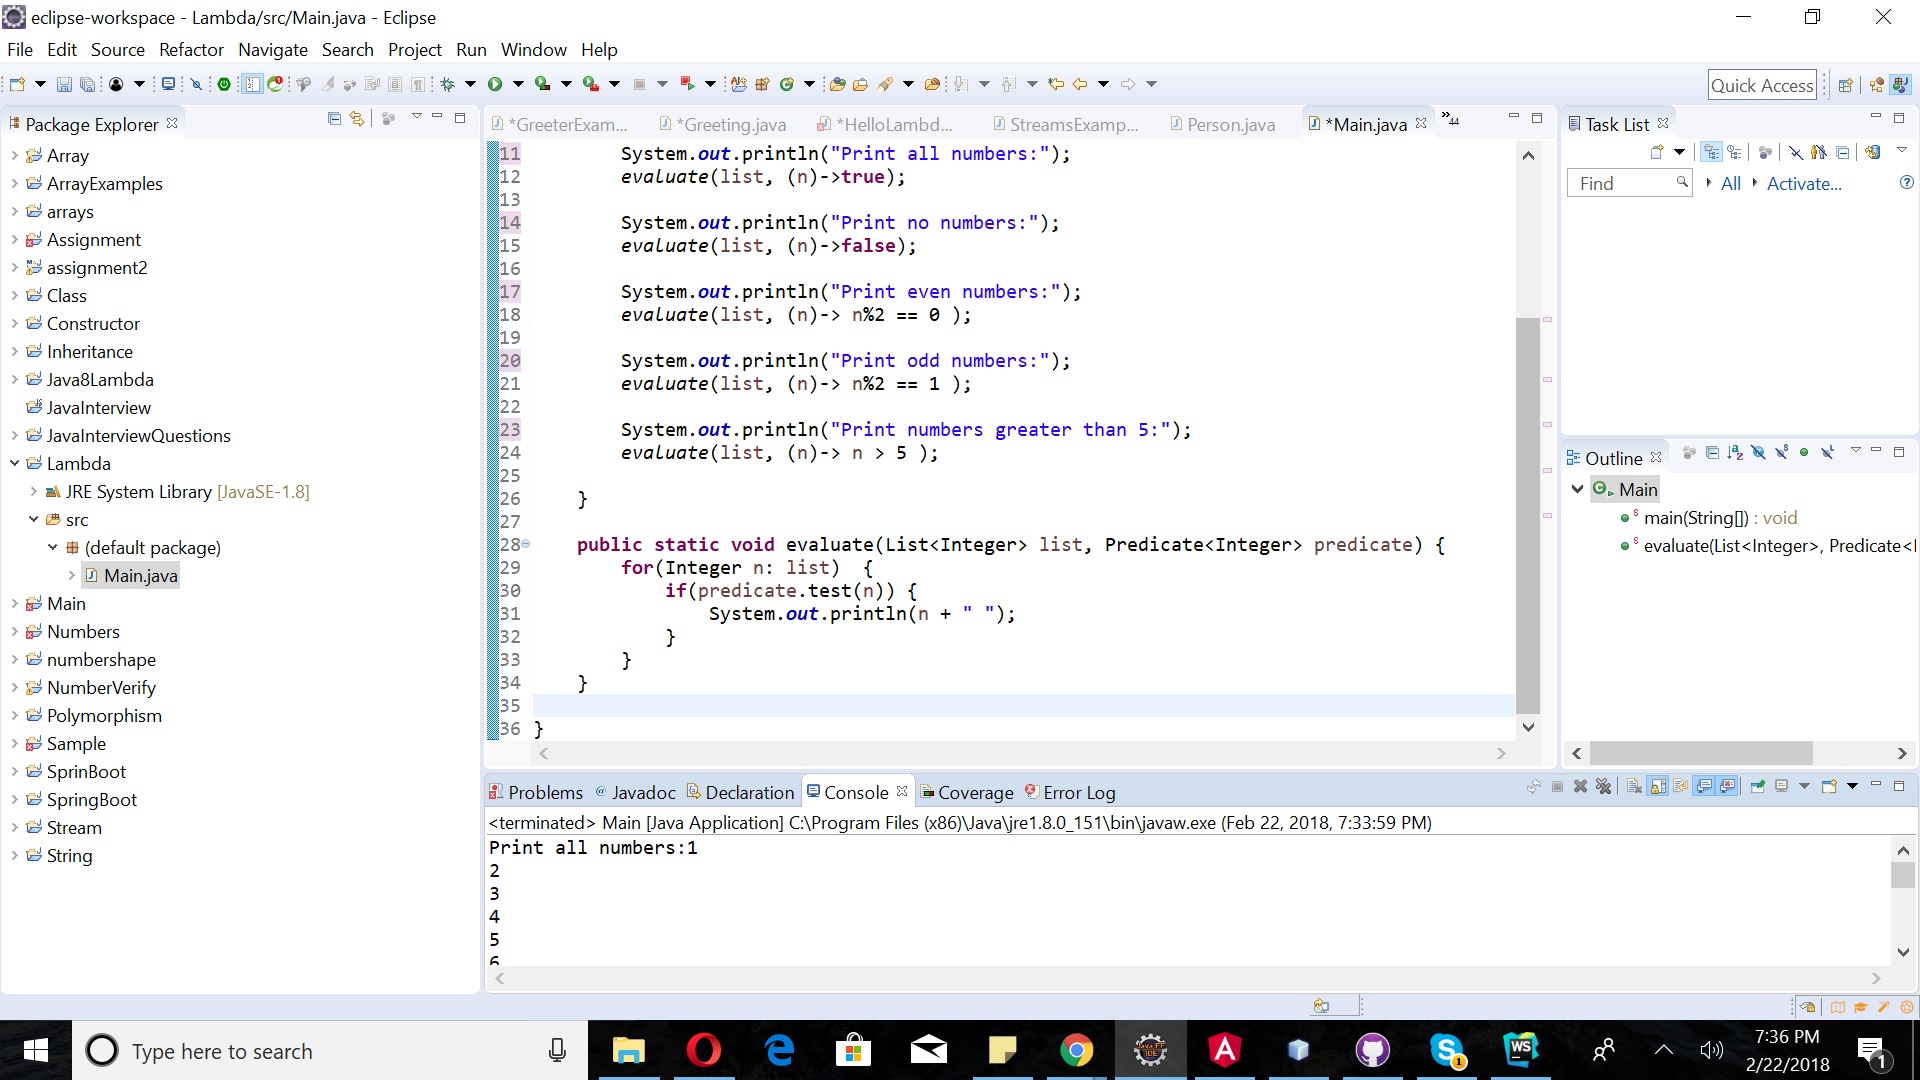 eclipse-workspace - Lambda/src/Main.java - Eclipse
File Edit Source Refactor Navigate Search Project Run Window Help
Quick Access
Package Explorer
Array
ArrayExamples
arrays
Assignment
assignment2
Class
Constructor
Inheritance
Java8Lambda
JavaInterview
JavaInterviewQuestions
Lambda
JRE System Library [JavaSE-1.8]
src
(default package)
Main.java
Main
Numbers
numbershape
NumberVerify
Polymorphism
Sample
SprinBoot
SpringBoot
Stream
String
*GreeterExam... *Greeting.java *HelloLambd... StreamsExamp... Person.java *Main.java »44
11 System.out.println("Print all numbers:");
12 evaluate(list, (n)->true);
13
14 System.out.println("Print no numbers:");
15 evaluate(list, (n)->false);
16
17 System.out.println("Print even numbers:");
18 evaluate(list, (n)-> n%2 == 0 );
19
20 System.out.println("Print odd numbers:");
21 evaluate(list, (n)-> n%2 == 1 );
22
23 System.out.println("Print numbers greater than 5:");
24 evaluate(list, (n)-> n > 5 );
25
26 }
27
28 public static void evaluate(List<Integer> list, Predicate<Integer> predicate) {
29 for(Integer n: list)  {
30 if(predicate.test(n)) {
31 System.out.println(n + " ");
32 }
33 }
34 }
35
36 }
Task List
Find All Activate...
Outline
Main
main(String[]) : void
evaluate(List<Integer>, Predicate<I
Problems @ Javadoc Declaration Console Coverage Error Log
<terminated> Main [Java Application] C:\Program Files (x86)\Java\jre1.8.0_151\bin\javaw.exe (Feb 22, 2018, 7:33:59 PM)
Print all numbers:1
2
3
4
5
6
Type here to search
WS
1
7:36 PM
2/22/2018
1